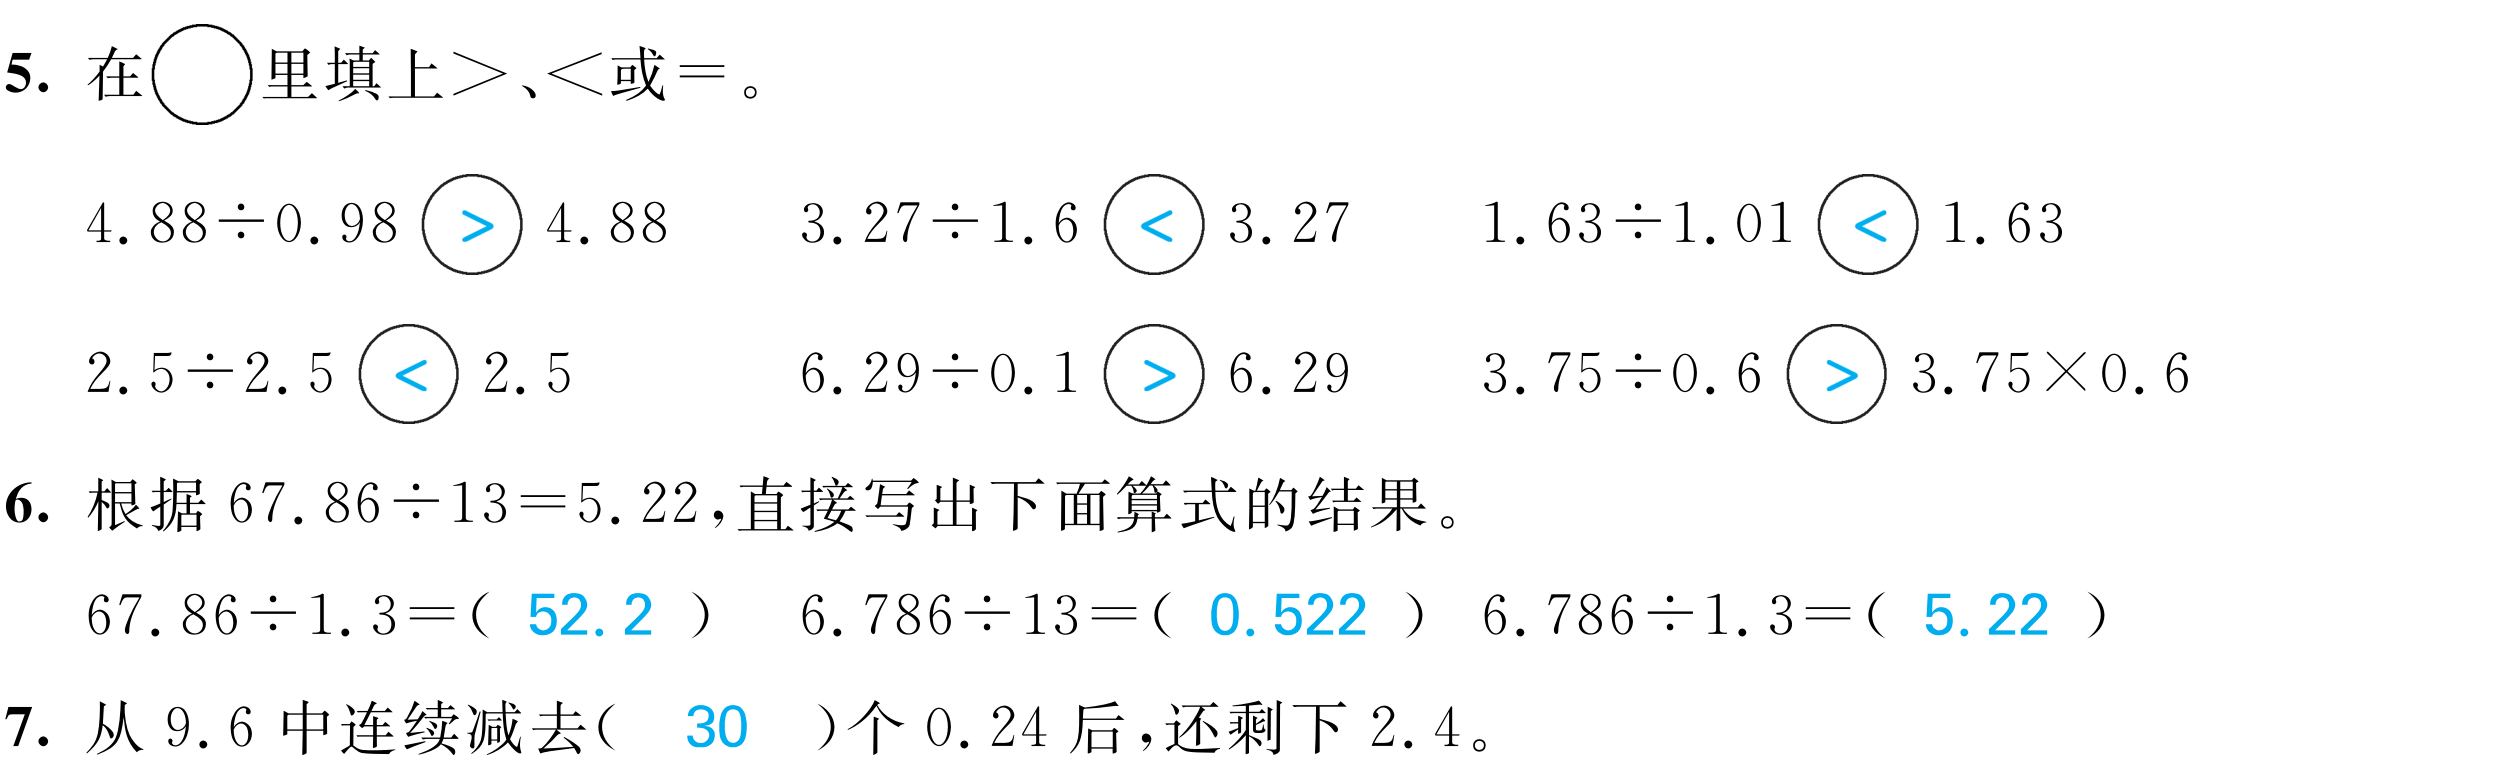 5. 在○里填上>、<或=。
4.88÷0.98 > 4.88 3.27÷1.6 < 3.27 1.63÷1.01 < 1.63
2.5÷2.5 < 2.5 6.29÷0.1 > 6.29 3.75÷0.6 > 3.75×0.6
6. 根据 67.86÷13=5.22,直接写出下面算式的结果。
67.86÷1.3=( 52.2 ) 6.786÷13=( 0.522 ) 6.786÷1.3=( 5.22 )
7. 从 9.6 中连续减去( 30 )个 0.24 后,还剩下 2.4。